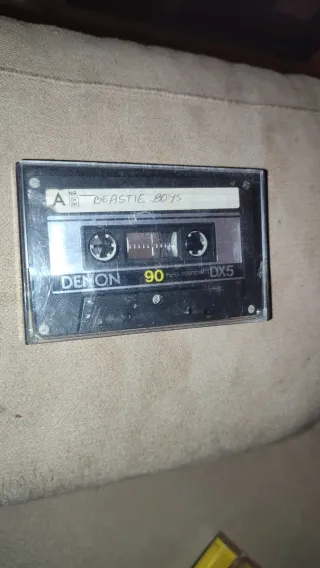 A BEASTIE BOYS
DENON 90 DX5